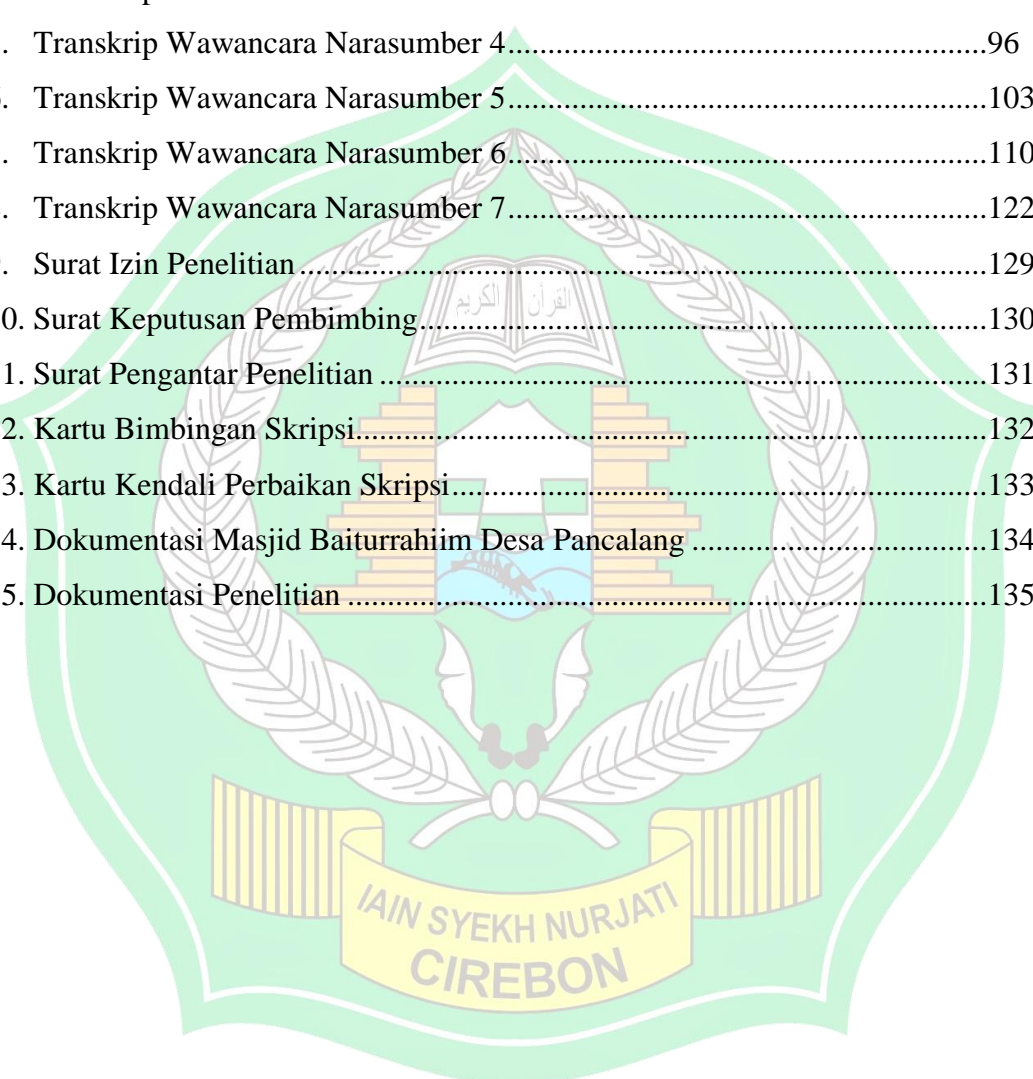 . Transkrip Wawancara Narasumber 4........................................................96
. Transkrip Wawancara Narasumber 5........................................................103
. Transkrip Wawancara Narasumber 6........................................................110
. Transkrip Wawancara Narasumber 7........................................................122
. Surat Izin Penelitian ................................................................................129
0. Surat Keputusan Pembimbing..................................................................130
1. Surat Pengantar Penelitian ......................................................................131
2. Kartu Bimbingan Skripsi.........................................................................132
3. Kartu Kendali Perbaikan Skripsi..............................................................133
4. Dokumentasi Masjid Baiturrahiim Desa Pancalang ..................................134
5. Dokumentasi Penelitian ..........................................................................135
القرأن الكريم
IAIN SYEKH NURJATI
CIREBON